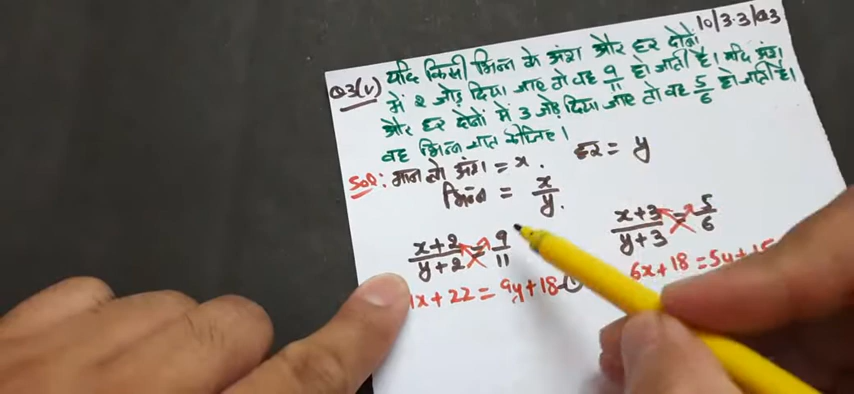 10/3.3/Q3
Q3(v) यदि किसी भिन्न के अंश और हर दोनों
में 2 जोड़ दिया जाए तो वह 9/11 हो जाती है। यदि अंश
और हर दोनों में 3 जोड़ दिया जाए तो वह 5/6 हो जाती है।
वह भिन्न ज्ञात कीजिए।
Sol: मान लो अंश = x. हर = y
भिन्न = x/y.
x+2/y+2 = 9/11 x+3/y+3 = 5/6
1x + 22 = 9y + 18 6x + 18 = 5y + 15